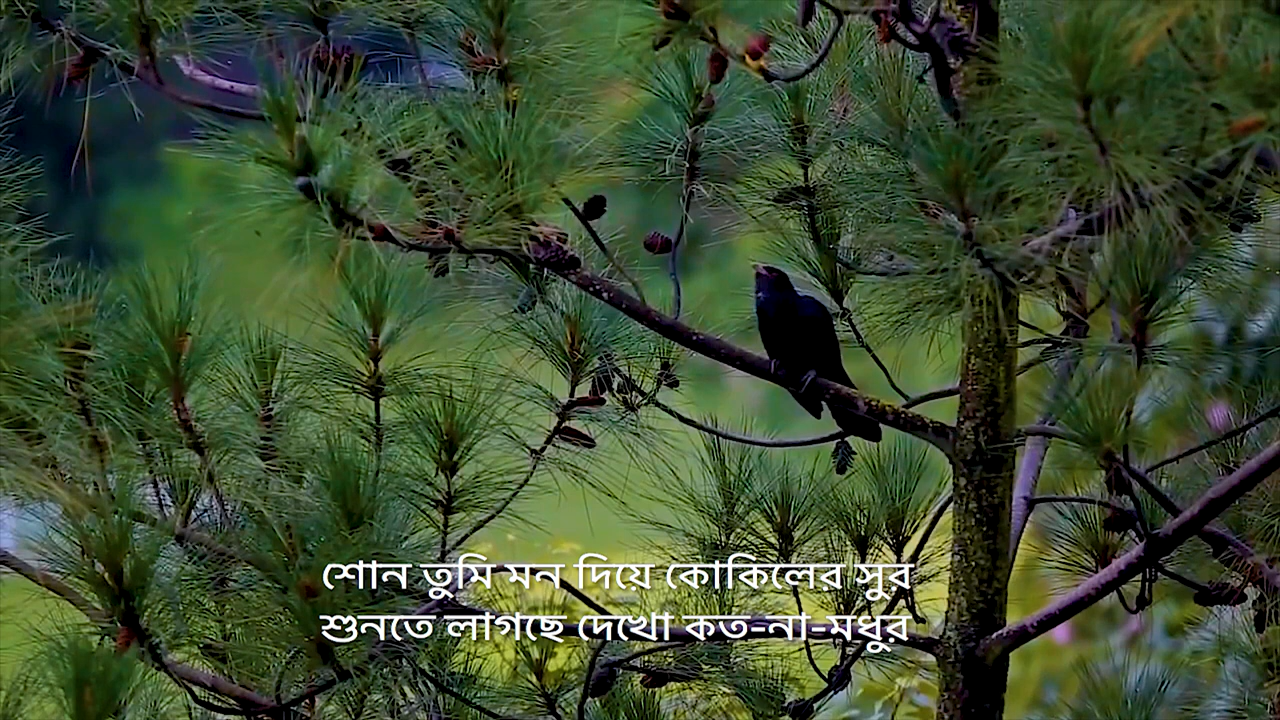 শোন তুমি মন দিয়ে কোকিলের সুর
শুনতে লাগছে দেখো কত-না-মধুর